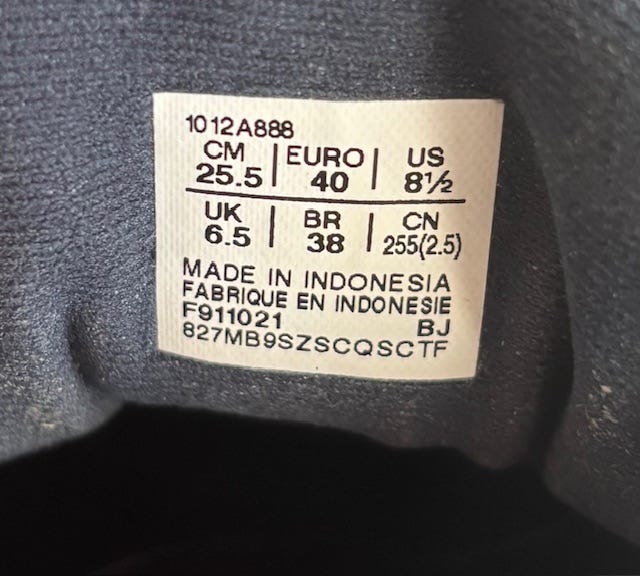 1012A888
CM | EURO | US
25.5 | 40 | 8½
UK | BR | CN
6.5 | 38 | 255(2.5)
MADE IN INDONESIA
FABRIQUE EN INDONESIE
F911021 BJ
827MB9SZSCQSCTF